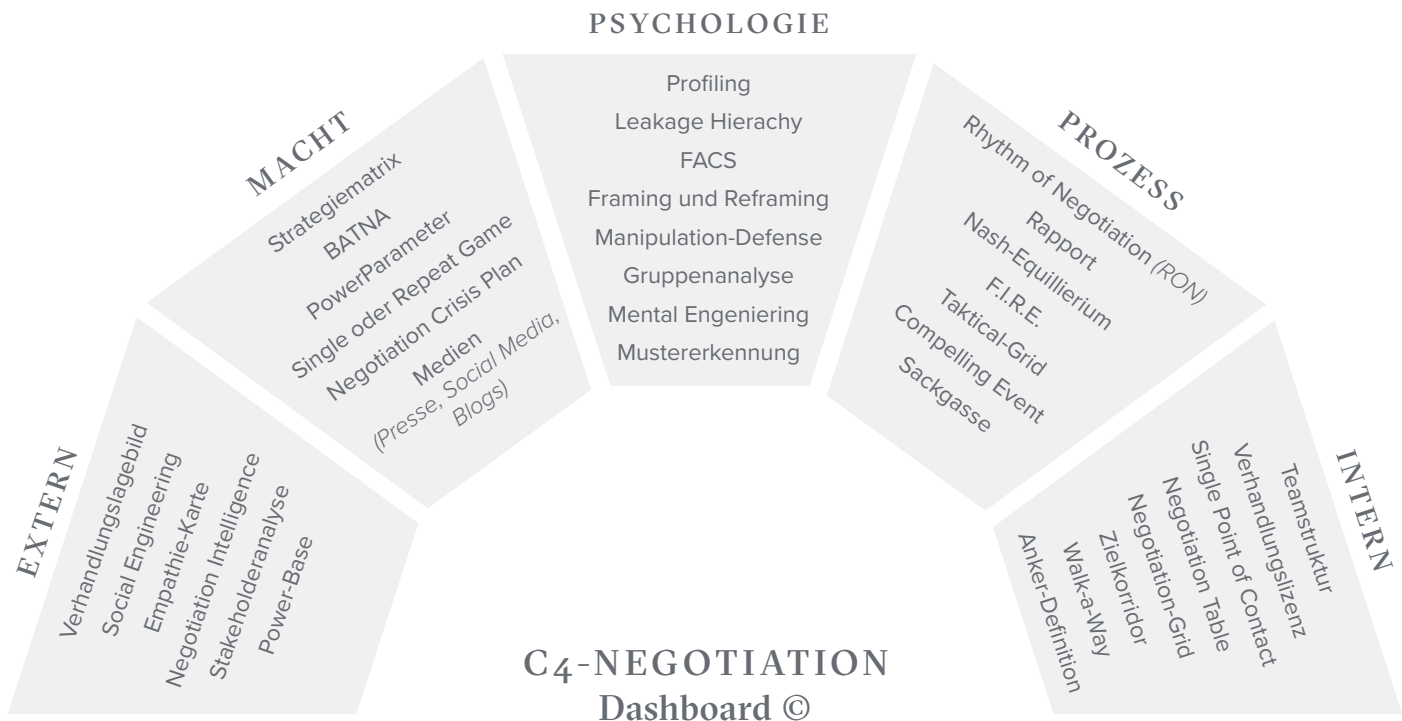 EXTERN
Verhandlungslagebild
Social Engineering
Empathie-Karte
Negotiation Intelligence
Stakeholderanalyse
Power-Base
MACHT
Strategiematrix
BATNA
PowerParameter
Single oder Repeat Game
Negotiation Crisis Plan
Medien
(Presse, Social Media,
Blogs)
PSYCHOLOGIE
Profiling
Leakage Hierachy
FACS
Framing und Reframing
Manipulation-Defense
Gruppenanalyse
Mental Engeniering
Mustererkennung
PROZESS
Rhythm of Negotiation (RON)
Rapport
Nash-Equillierium
F.I.R.E.
Taktical-Grid
Compelling Event
Sackgasse
INTERN
Teamstruktur
Verhandlungslizenz
Single Point of Contact
Negotiation Table
Negotiation-Grid
Zielkorridor
Walk-a-Way
Anker-Definition
C4-NEGOTIATION
Dashboard ©